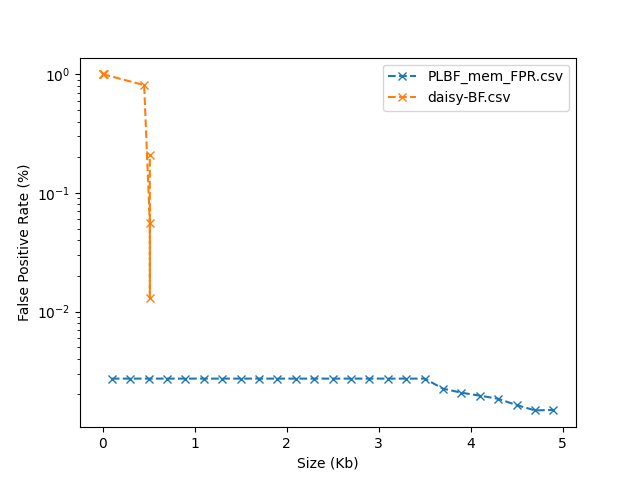 PLBF_mem_FPR.csv
daisy-BF.csv
10⁰
10⁻¹
10⁻²
False Positive Rate (%)
0 1 2 3 4 5
Size (Kb)